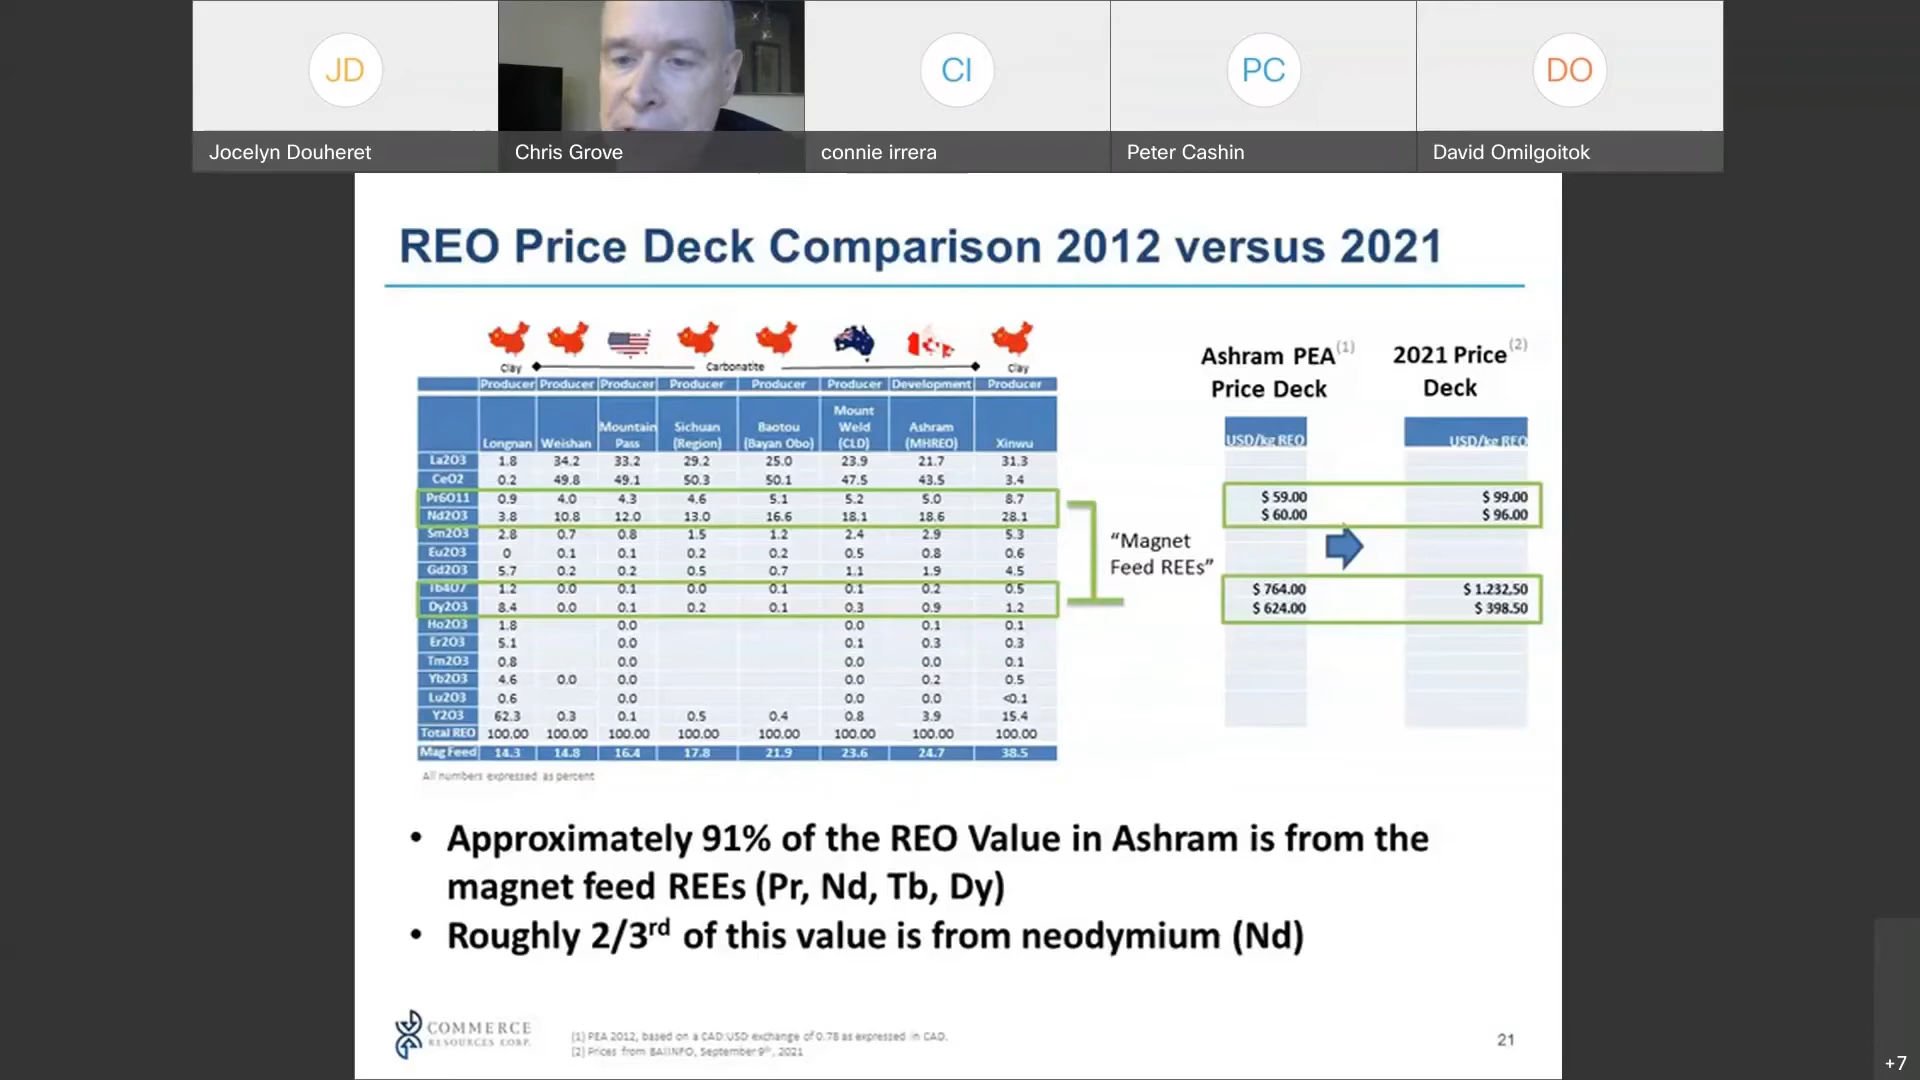 JD
CI
PC
DO
Jocelyn Douheret
Chris Grove
connie irrera
Peter Cashin
David Omilgoitok
REO Price Deck Comparison 2012 versus 2021
Clay Carbonatite Clay
Producer Producer Producer Producer Producer Producer Development Producer
Longnan Weishan Mountain Pass Sichuan (Region) Baotou (Bayan Obo) Mount Weld (CLD) Ashram (MHREO) Xinwu
La2O3 1.8 34.2 33.2 29.2 25.0 23.9 21.7 31.3
CeO2 0.2 49.8 49.1 50.3 50.1 47.5 43.5 3.4
Pr6O11 0.9 4.0 4.3 4.6 5.1 5.2 5.0 8.7
Nd2O3 3.8 10.8 12.0 13.0 16.6 18.1 18.6 28.1
Sm2O3 2.8 0.7 0.8 1.5 1.2 2.4 2.9 5.3
Eu2O3 0 0.1 0.1 0.2 0.2 0.5 0.8 0.6
Gd2O3 5.7 0.2 0.2 0.5 0.7 1.1 1.9 4.5
Tb4O7 1.2 0.0 0.1 0.0 0.1 0.1 0.2 0.5
Dy2O3 8.4 0.0 0.1 0.2 0.1 0.3 0.9 1.2
Ho2O3 1.8 0.0 0.0 0.1 0.1
Er2O3 5.1 0.0 0.1 0.3 0.3
Tm2O3 0.8 0.0 0.0 0.0 0.1
Yb2O3 4.6 0.0 0.0 0.0 0.2 0.5
Lu2O3 0.6 0.0 0.0 0.0 <0.1
Y2O3 62.3 0.3 0.1 0.5 0.4 0.8 3.9 15.4
Total REO 100.00 100.00 100.00 100.00 100.00 100.00 100.00 100.00
Mag Feed 14.3 14.8 16.4 17.8 21.9 23.6 24.7 38.5
All numbers expressed as percent
"Magnet
Feed REEs"
Ashram PEA(1)
Price Deck
USD/kg REO
$ 59.00
$ 60.00
$ 764.00
$ 624.00
2021 Price(2)
Deck
USD/kg REO
$ 99.00
$ 96.00
$ 1.232,50
$ 398.50
• Approximately 91% of the REO Value in Ashram is from the
magnet feed REEs (Pr, Nd, Tb, Dy)
• Roughly 2/3rd of this value is from neodymium (Nd)
COMMERCE
RESOURCES CORP.
(1) PEA 2012, based on a CAD:USD exchange of 0.78 as expressed in CAD.
(2) Prices from BAIINFO, September 9th, 2021
21
+7